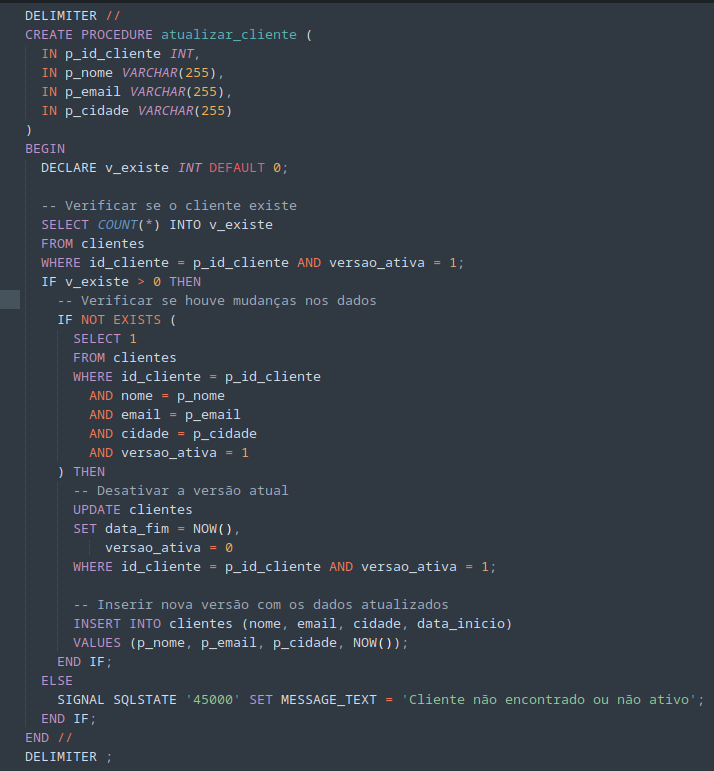 DELIMITER //
CREATE PROCEDURE atualizar_cliente (
IN p_id_cliente INT,
IN p_nome VARCHAR(255),
IN p_email VARCHAR(255),
IN p_cidade VARCHAR(255)
)
BEGIN
DECLARE v_existe INT DEFAULT 0;
-- Verificar se o cliente existe
SELECT COUNT(*) INTO v_existe
FROM clientes
WHERE id_cliente = p_id_cliente AND versao_ativa = 1;
IF v_existe > 0 THEN
-- Verificar se houve mudanças nos dados
IF NOT EXISTS (
SELECT 1
FROM clientes
WHERE id_cliente = p_id_cliente
AND nome = p_nome
AND email = p_email
AND cidade = p_cidade
AND versao_ativa = 1
) THEN
-- Desativar a versão atual
UPDATE clientes
SET data_fim = NOW(),
versao_ativa = 0
WHERE id_cliente = p_id_cliente AND versao_ativa = 1;
-- Inserir nova versão com os dados atualizados
INSERT INTO clientes (nome, email, cidade, data_inicio)
VALUES (p_nome, p_email, p_cidade, NOW());
END IF;
ELSE
SIGNAL SQLSTATE '45000' SET MESSAGE_TEXT = 'Cliente não encontrado ou não ativo';
END IF;
END //
DELIMITER ;